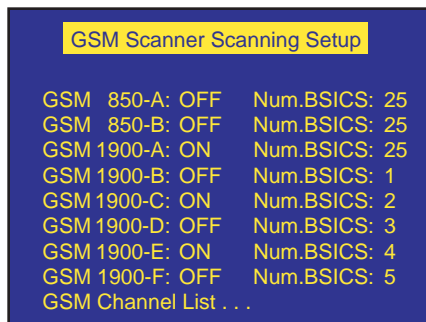 GSM Scanner Scanning Setup
GSM 850-A: OFF Num.BSICS: 25
GSM 850-B: OFF Num.BSICS: 25
GSM 1900-A: ON Num.BSICS: 25
GSM 1900-B: OFF Num.BSICS: 1
GSM 1900-C: ON Num.BSICS: 2
GSM 1900-D: OFF Num.BSICS: 3
GSM 1900-E: ON Num.BSICS: 4
GSM 1900-F: OFF Num.BSICS: 5
GSM Channel List . . .